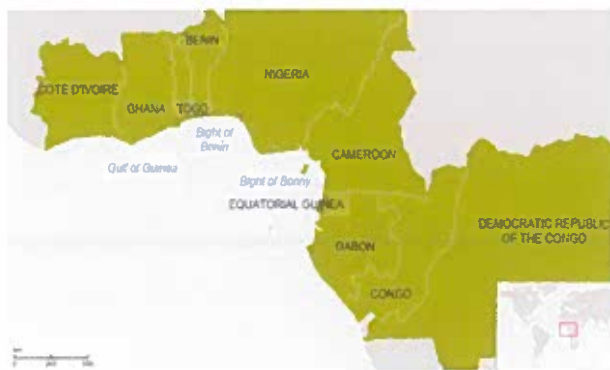 BENIN
NIGERIA
COTE D'IVOIRE
GHANA
TOGO
Bight of
Benin
Gulf of Guinea
CAMEROON
Bight of Bonny
EQUATORIAL GUINEA
DEMOCRATIC REPUBLIC
OF THE CONGO
GABON
CONGO